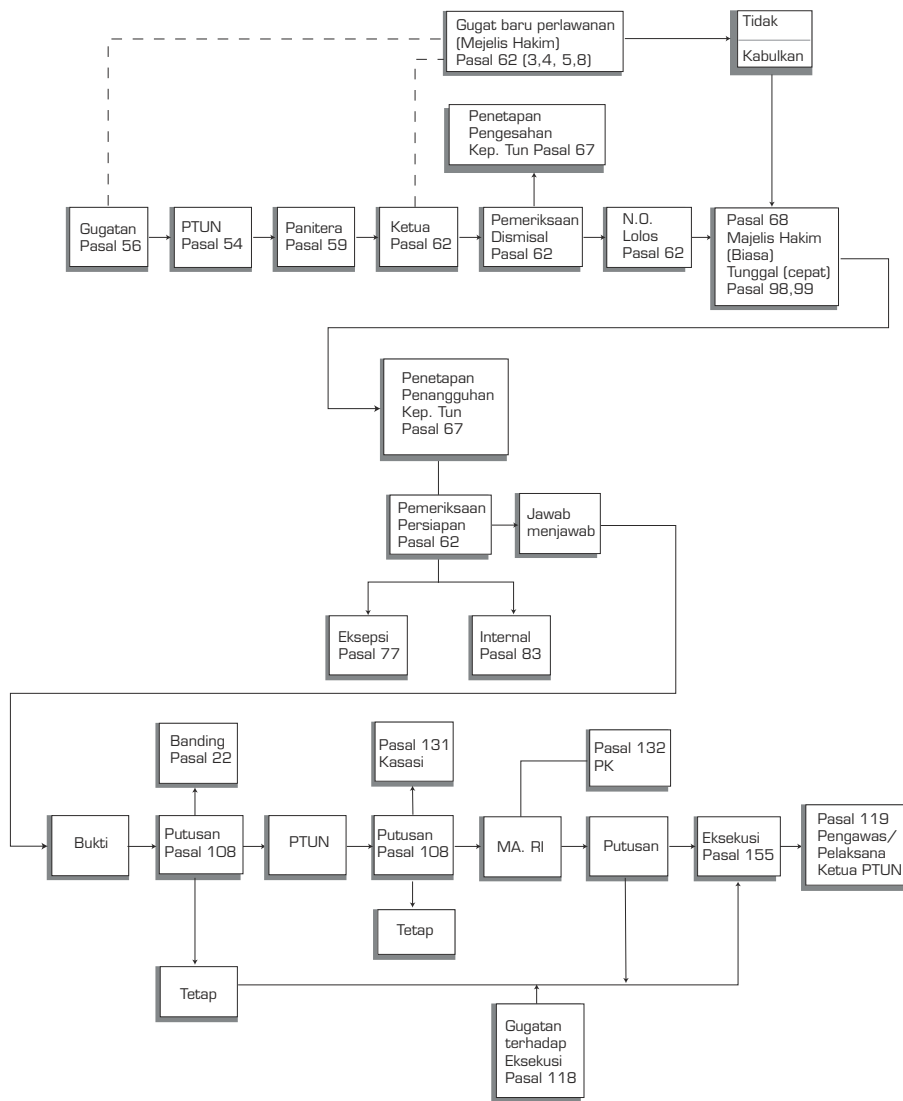 Gugat baru perlawanan
(Mejelis Hakim)
Pasal 62 (3,4, 5,8)
Tidak
Kabulkan
Penetapan
Pengesahan
Kep. Tun Pasal 67
Gugatan
Pasal 56
PTUN
Pasal 54
Panitera
Pasal 59
Ketua
Pasal 62
Pemeriksaan
Dismisal
Pasal 62
N.O.
Lolos
Pasal 62
Pasal 68
Majelis Hakim
(Biasa)
Tunggal (cepat)
Pasal 98,99
Penetapan
Penangguhan
Kep. Tun
Pasal 67
Pemeriksaan
Persiapan
Pasal 62
Jawab
menjawab
Eksepsi
Pasal 77
Internal
Pasal 83
Banding
Pasal 22
Pasal 131
Kasasi
Pasal 132
PK
Bukti
Putusan
Pasal 108
PTUN
Putusan
Pasal 108
MA. RI
Putusan
Eksekusi
Pasal 155
Pasal 119
Pengawas/
Pelaksana
Ketua PTUN
Tetap
Tetap
Gugatan
terhadap
Eksekusi
Pasal 118